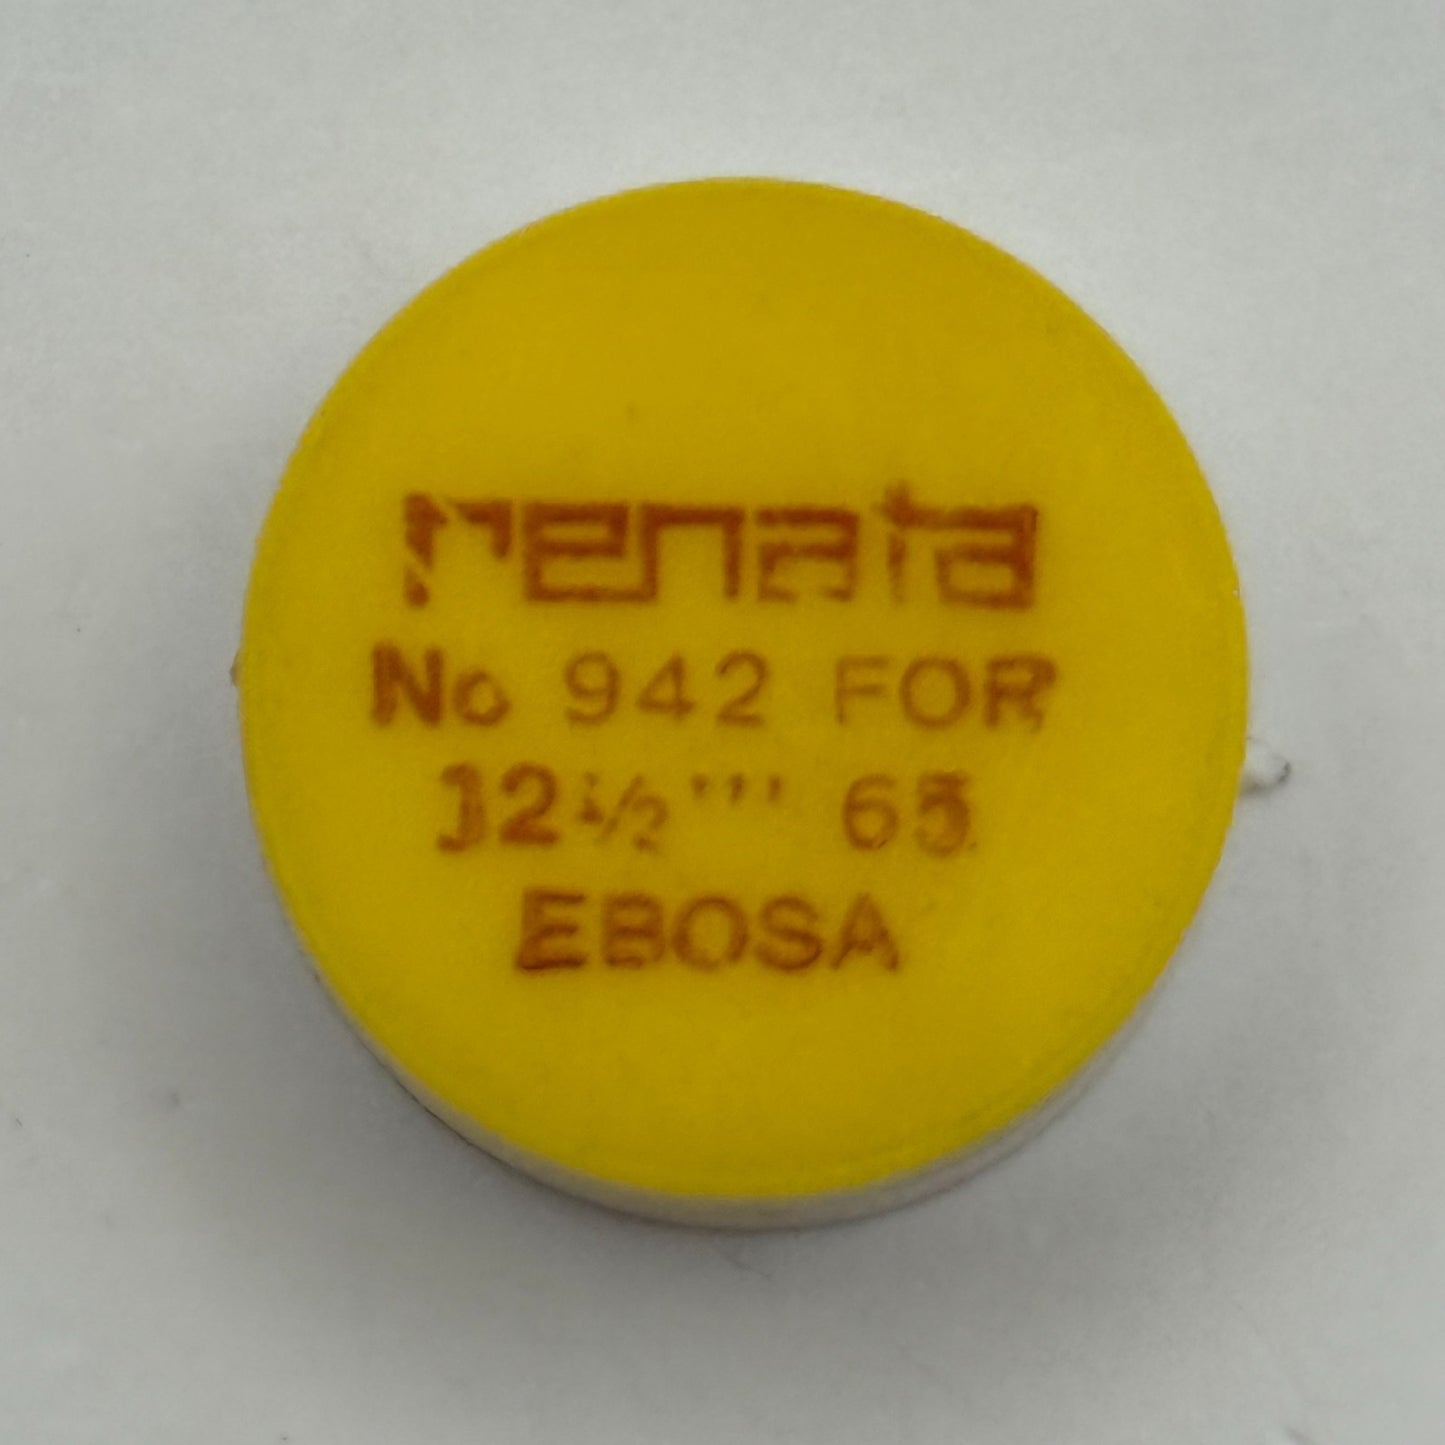 renata
No 942 FOR
12½''' 65
EBOSA